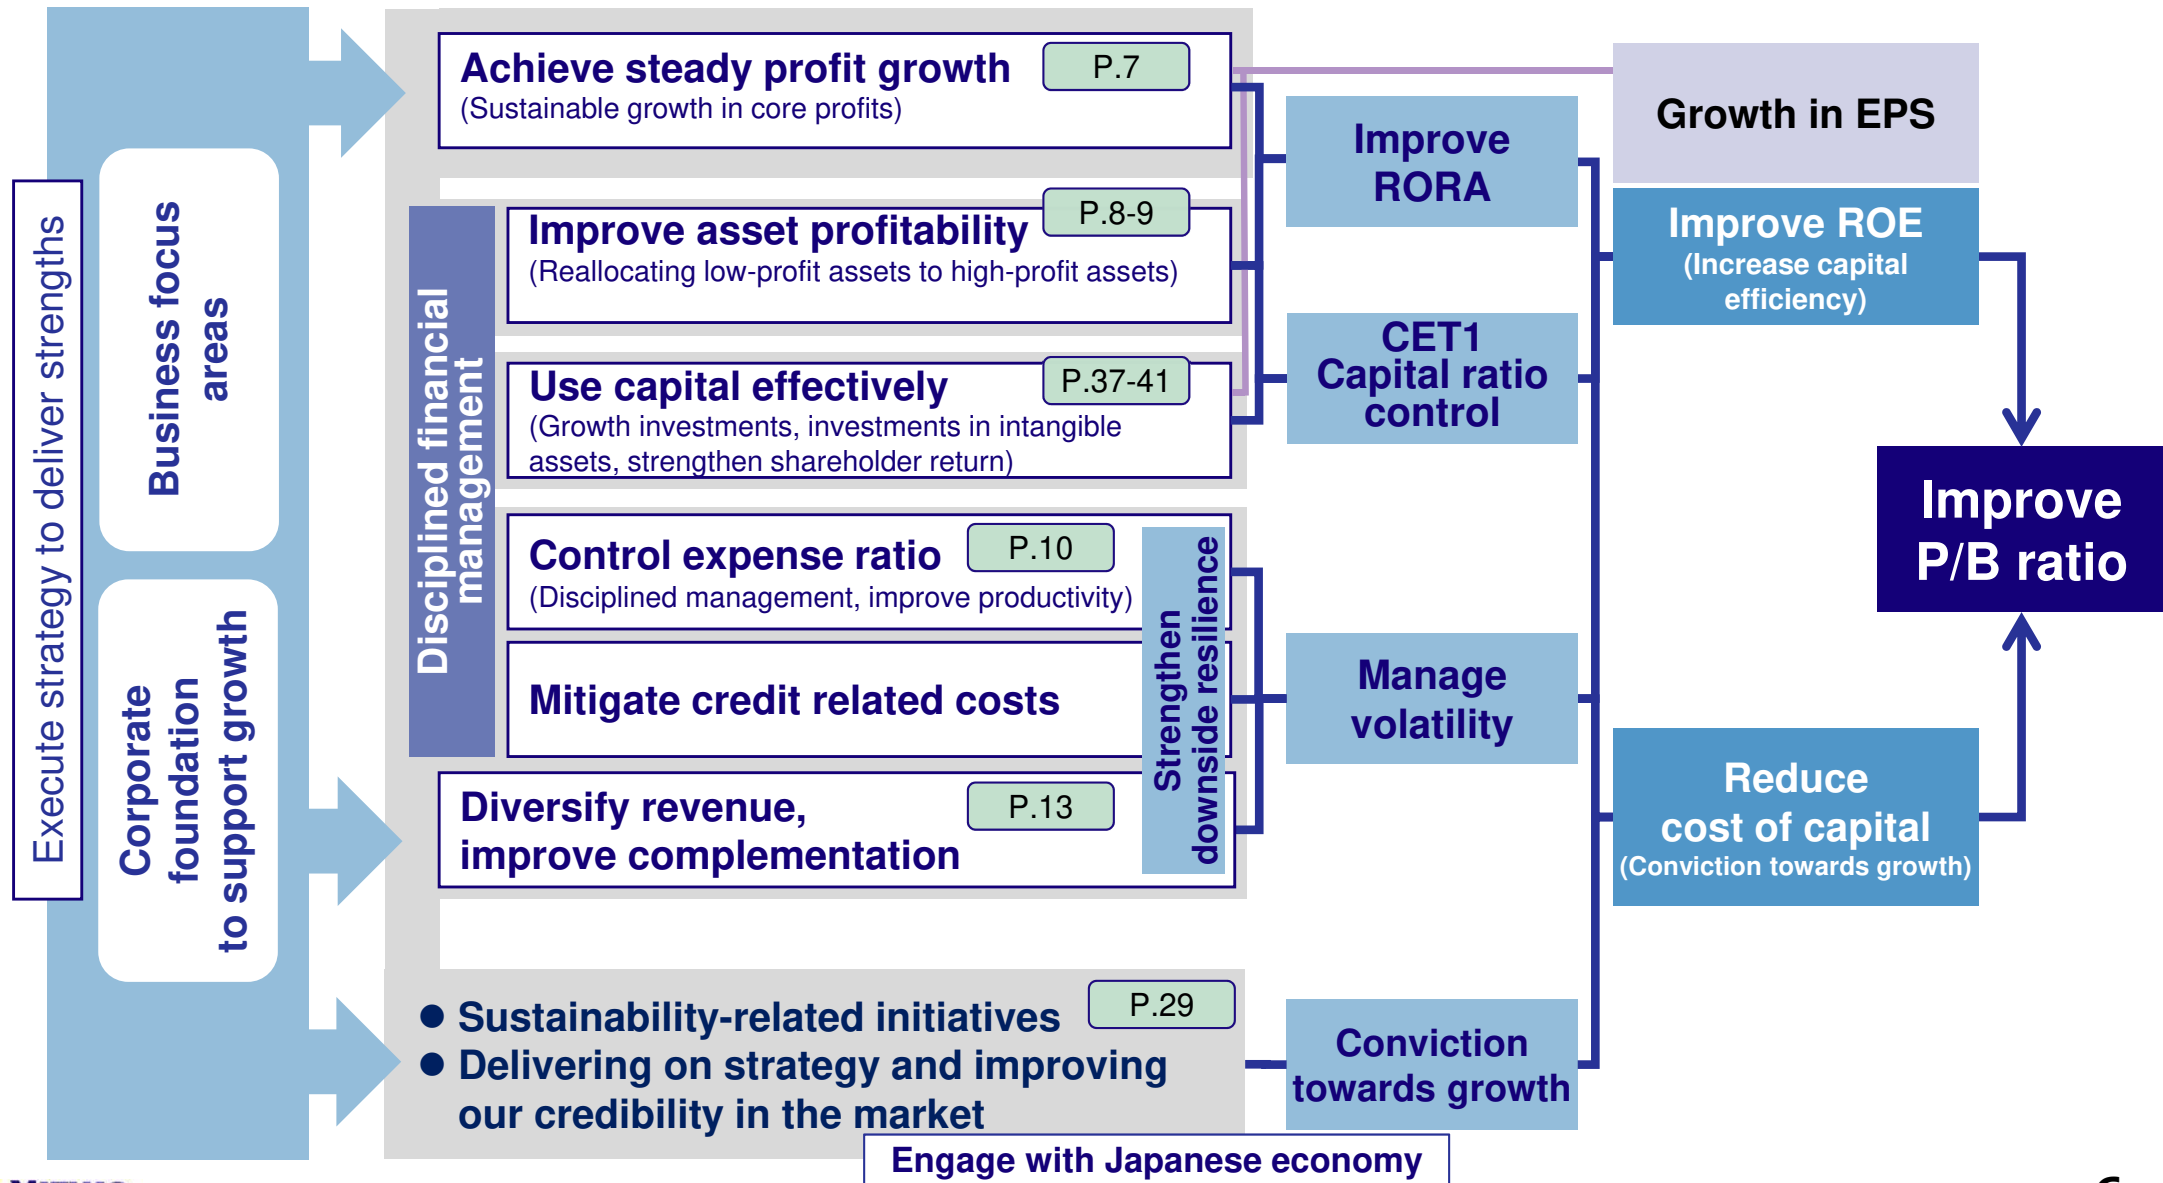 Execute strategy to deliver strengths
Business focus
areas
Corporate
foundation
to support growth
Disciplined financial
management
Achieve steady profit growth
P.7
(Sustainable growth in core profits)
Improve asset profitability
P.8-9
(Reallocating low-profit assets to high-profit assets)
Use capital effectively
P.37-41
(Growth investments, investments in intangible
assets, strengthen shareholder return)
Control expense ratio
P.10
(Disciplined management, improve productivity)
Mitigate credit related costs
Diversify revenue,
improve complementation
P.13
Strengthen
downside resilience
● Sustainability-related initiatives
P.29
● Delivering on strategy and improving
our credibility in the market
Engage with Japanese economy
Improve
RORA
CET1
Capital ratio
control
Manage
volatility
Conviction
towards growth
Growth in EPS
Improve ROE
(Increase capital
efficiency)
Reduce
cost of capital
(Conviction towards growth)
Improve
P/B ratio